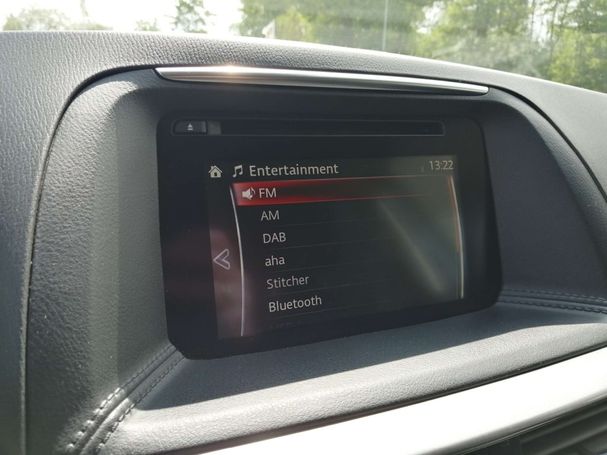 Entertainment 13:22
FM
AM
DAB
aha
Stitcher
Bluetooth